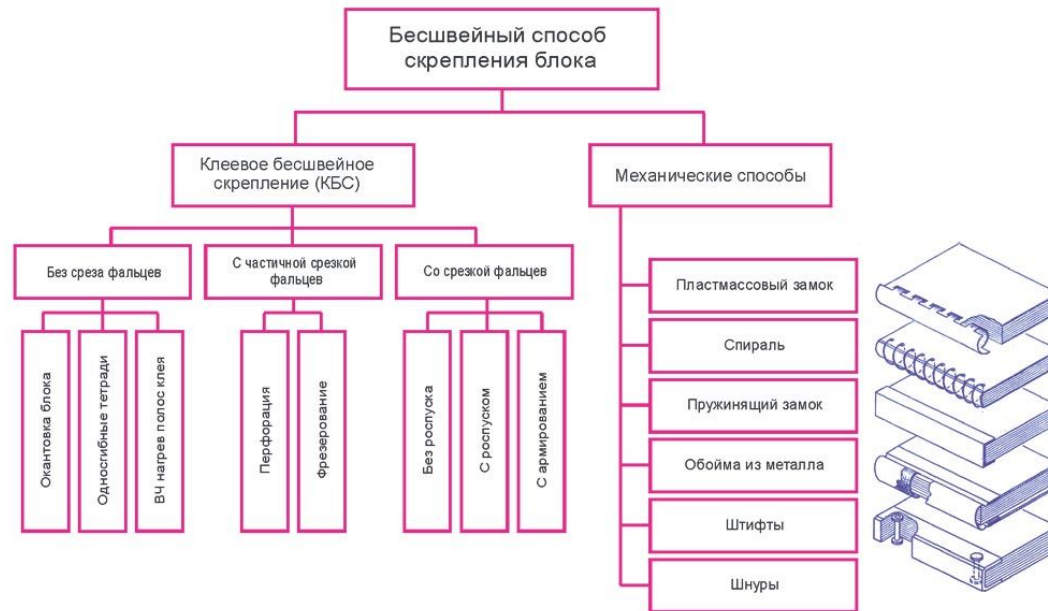 Бесшвейный способ
скрепления блока
Клеевое бесшвейное
скрепление (КБС)
Механические способы
Без среза фальцев
С частичной срезкой
фальцев
Со срезкой фальцев
Окантовка блока
Односгибные тетради
ВЧ нагрев полос клея
Перфорация
Фрезерование
Без роспуска
С роспуском
С армированием
Пластмассовый замок
Спираль
Пружинящий замок
Обойма из металла
Штифты
Шнуры